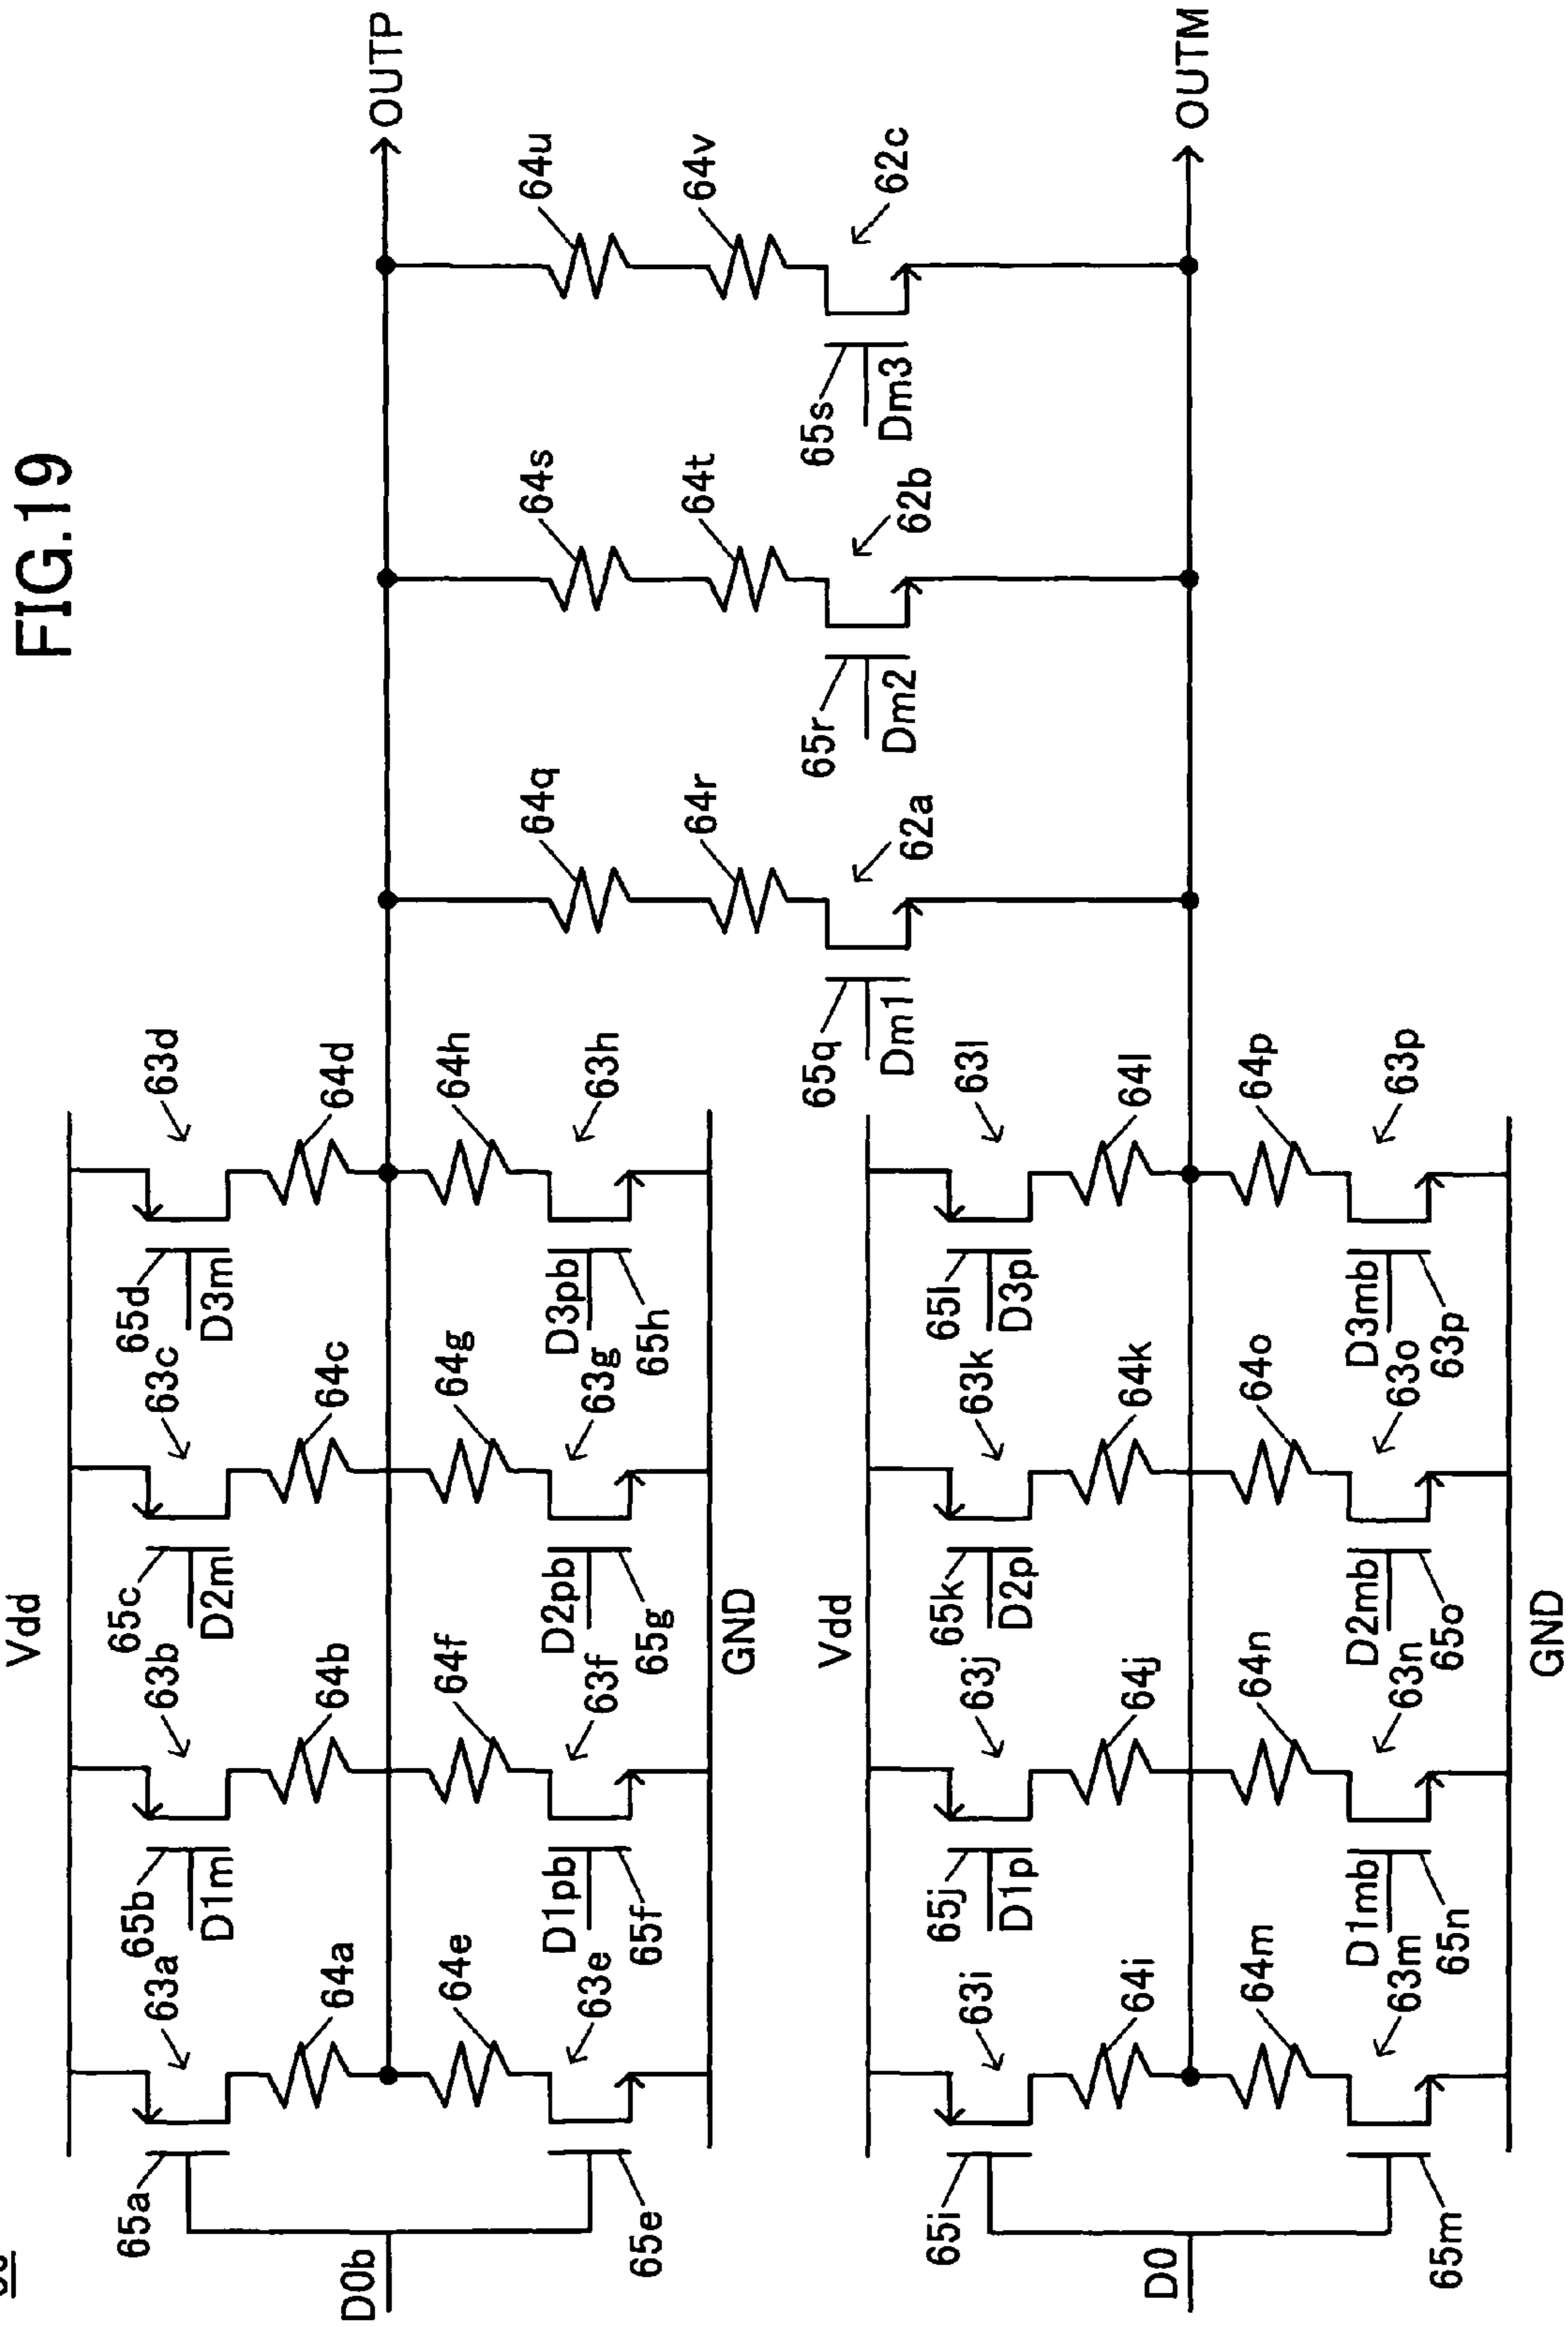 FIG.19
Vdd
65a 63a 65b 63b 65c 63c 65d 63d
D1m D2m D3m
64a 64b 64c 64d
D0b
OUTP
64e 64f 64g 64h
64q 64s 64u
D1pb D2pb D3pb
63e 63f 63g 63h
65e 65f 65g 65h
64r 64t 64v
GND
65q 65r 65s
Dm1 Dm2 Dm3
62a 62b 62c
Vdd
65i 63i 65j 63j 65k 63k 65l 63l
D1p D2p D3p
64i 64j 64k 64l
D0
OUTM
64m 64n 64o 64p
D1mb D2mb D3mb
63m 63n 63o 63p
65m 65n 65o 63p
GND